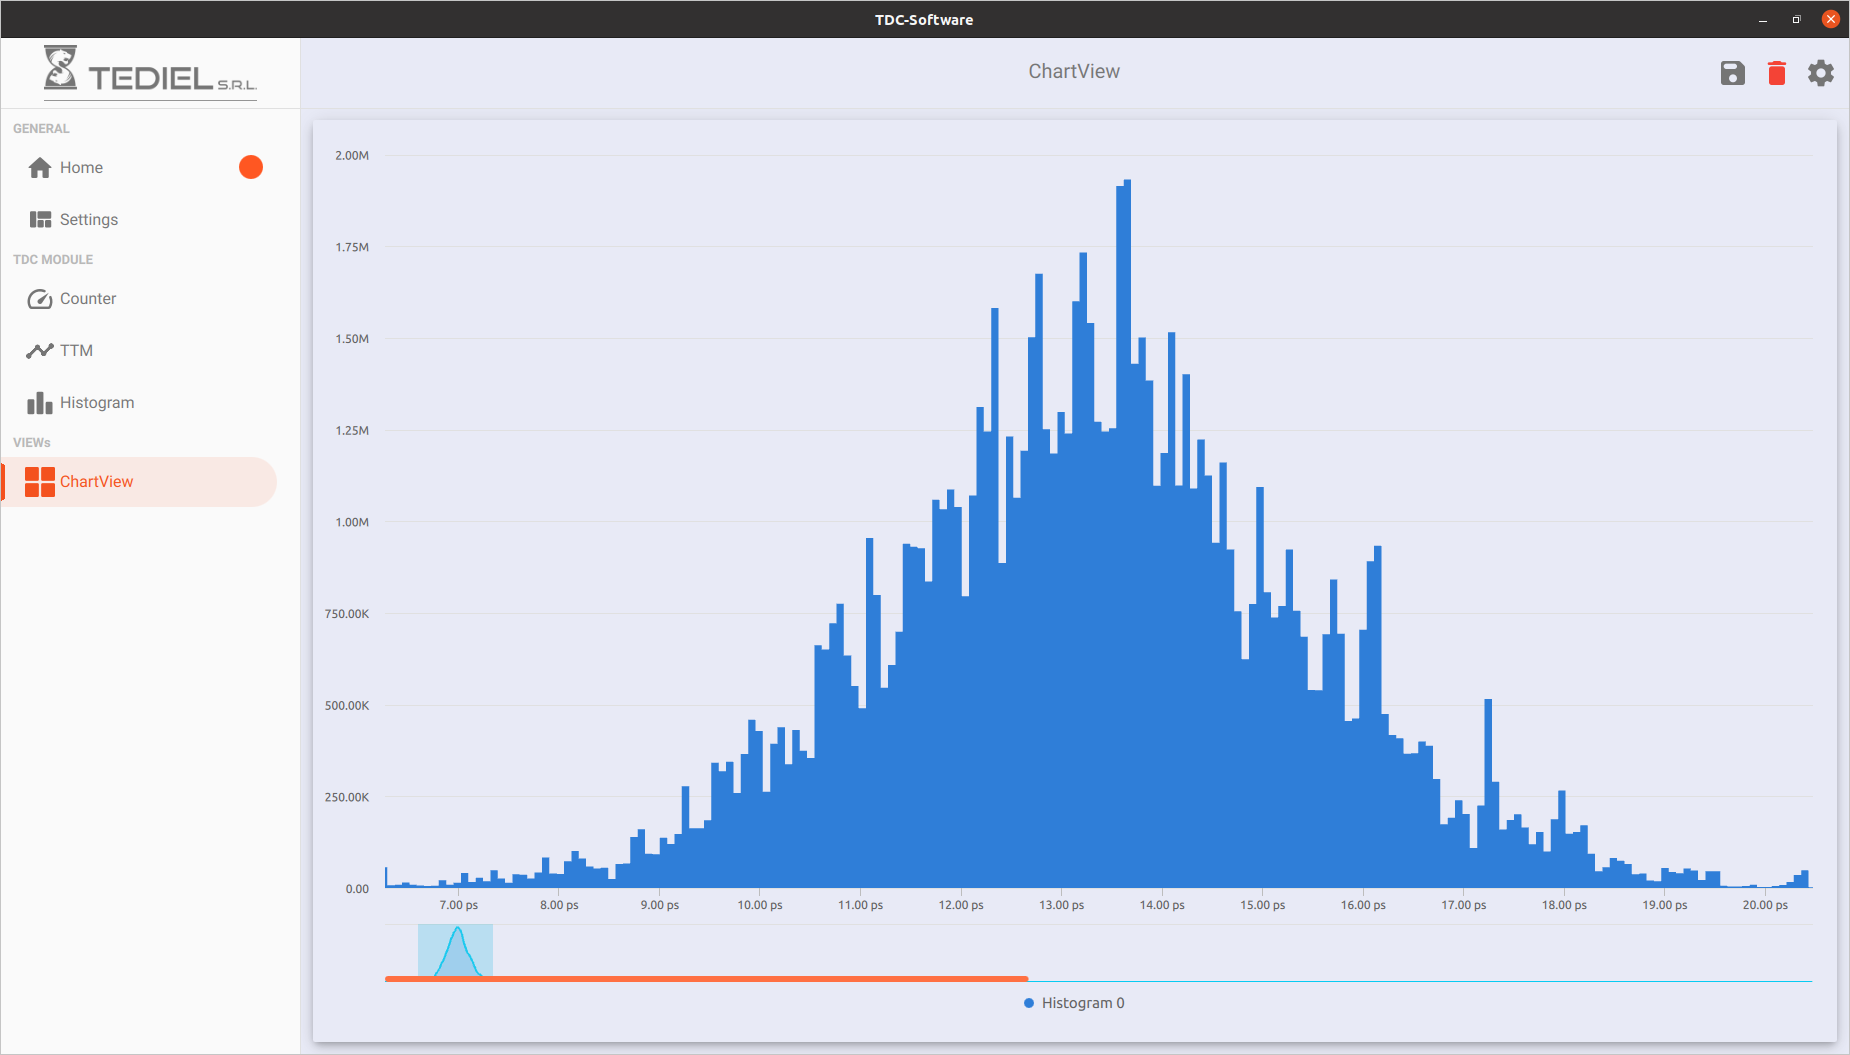 TDC-Software
TEDIEL S.R.L.
ChartView
GENERAL
Home
Settings
TDC MODULE
Counter
TTM
Histogram
VIEWs
ChartView
2.00M
1.75M
1.50M
1.25M
1.00M
750.00K
500.00K
250.00K
0.00
7.00 ps 8.00 ps 9.00 ps 10.00 ps 11.00 ps 12.00 ps 13.00 ps 14.00 ps 15.00 ps 16.00 ps 17.00 ps 18.00 ps 19.00 ps 20.00 ps
Histogram 0